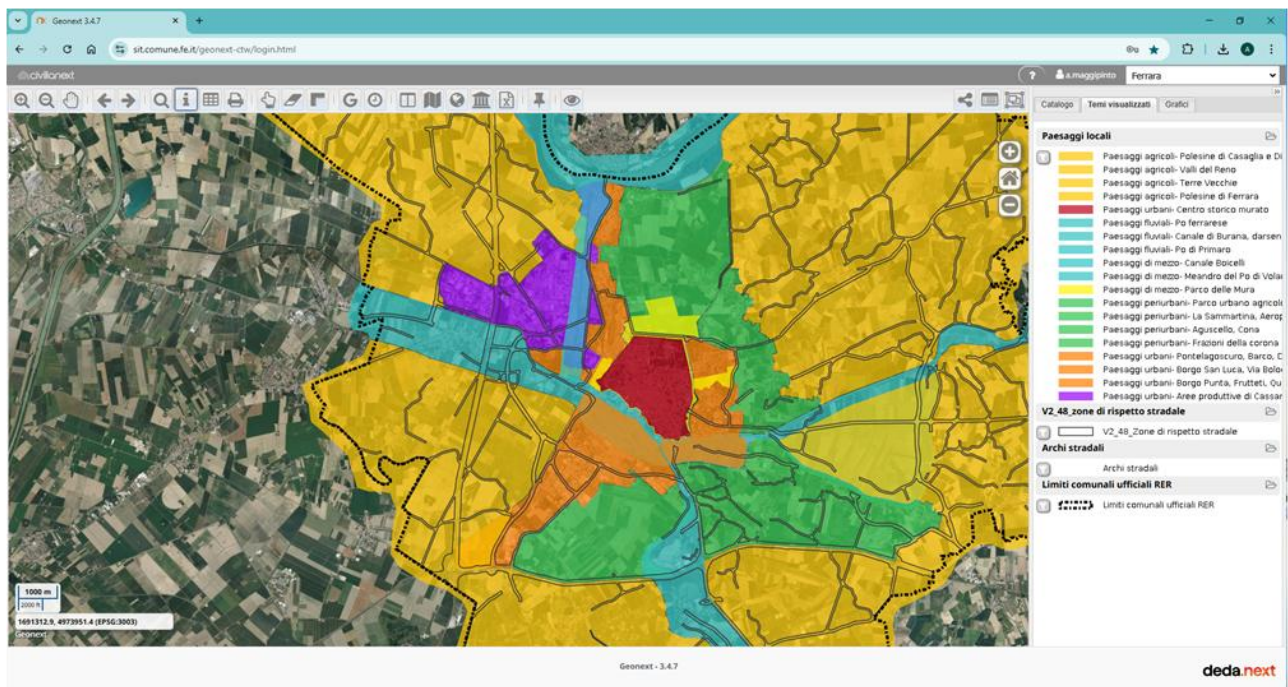 Geonext 3.4.7
sit.comune.fe.it/geonext-ctw/login.html
civilianext
? a.maggipinto Ferrara
Catalogo Temi visualizzati Grafici
Paesaggi locali
Paesaggi agricoli- Polesine di Casaglia e Di
Paesaggi agricoli- Valli del Reno
Paesaggi agricoli- Terre Vecchie
Paesaggi agricoli- Polesine di Ferrara
Paesaggi urbani- Centro storico murato
Paesaggi fluviali- Po ferrarese
Paesaggi fluviali- Canale di Burana, darsen
Paesaggi fluviali- Po di Primaro
Paesaggi di mezzo- Canale Boicelli
Paesaggi di mezzo- Meandro del Po di Vola
Paesaggi di mezzo- Parco delle Mura
Paesaggi periurbani- Parco urbano agricol
Paesaggi periurbani- La Sammartina, Aerop
Paesaggi periurbani- Aguscello, Cona
Paesaggi periurbani- Frazioni della corona
Paesaggi urbani- Pontelagoscuro, Barco, D
Paesaggi urbani- Borgo San Luca, Via Bolo
Paesaggi urbani- Borgo Punta, Frutteti, Qu
Paesaggi urbani- Aree produttive di Cassar
V2_48_zone di rispetto stradale
V2_48_Zone di rispetto stradale
Archi stradali
Archi stradali
Limiti comunali ufficiali RER
Limiti comunali ufficiali RER
1000 m
2000 ft
1691312.9, 4973951.4 (EPSG:3003)
Geonext
Geonext - 3.4.7
deda.next